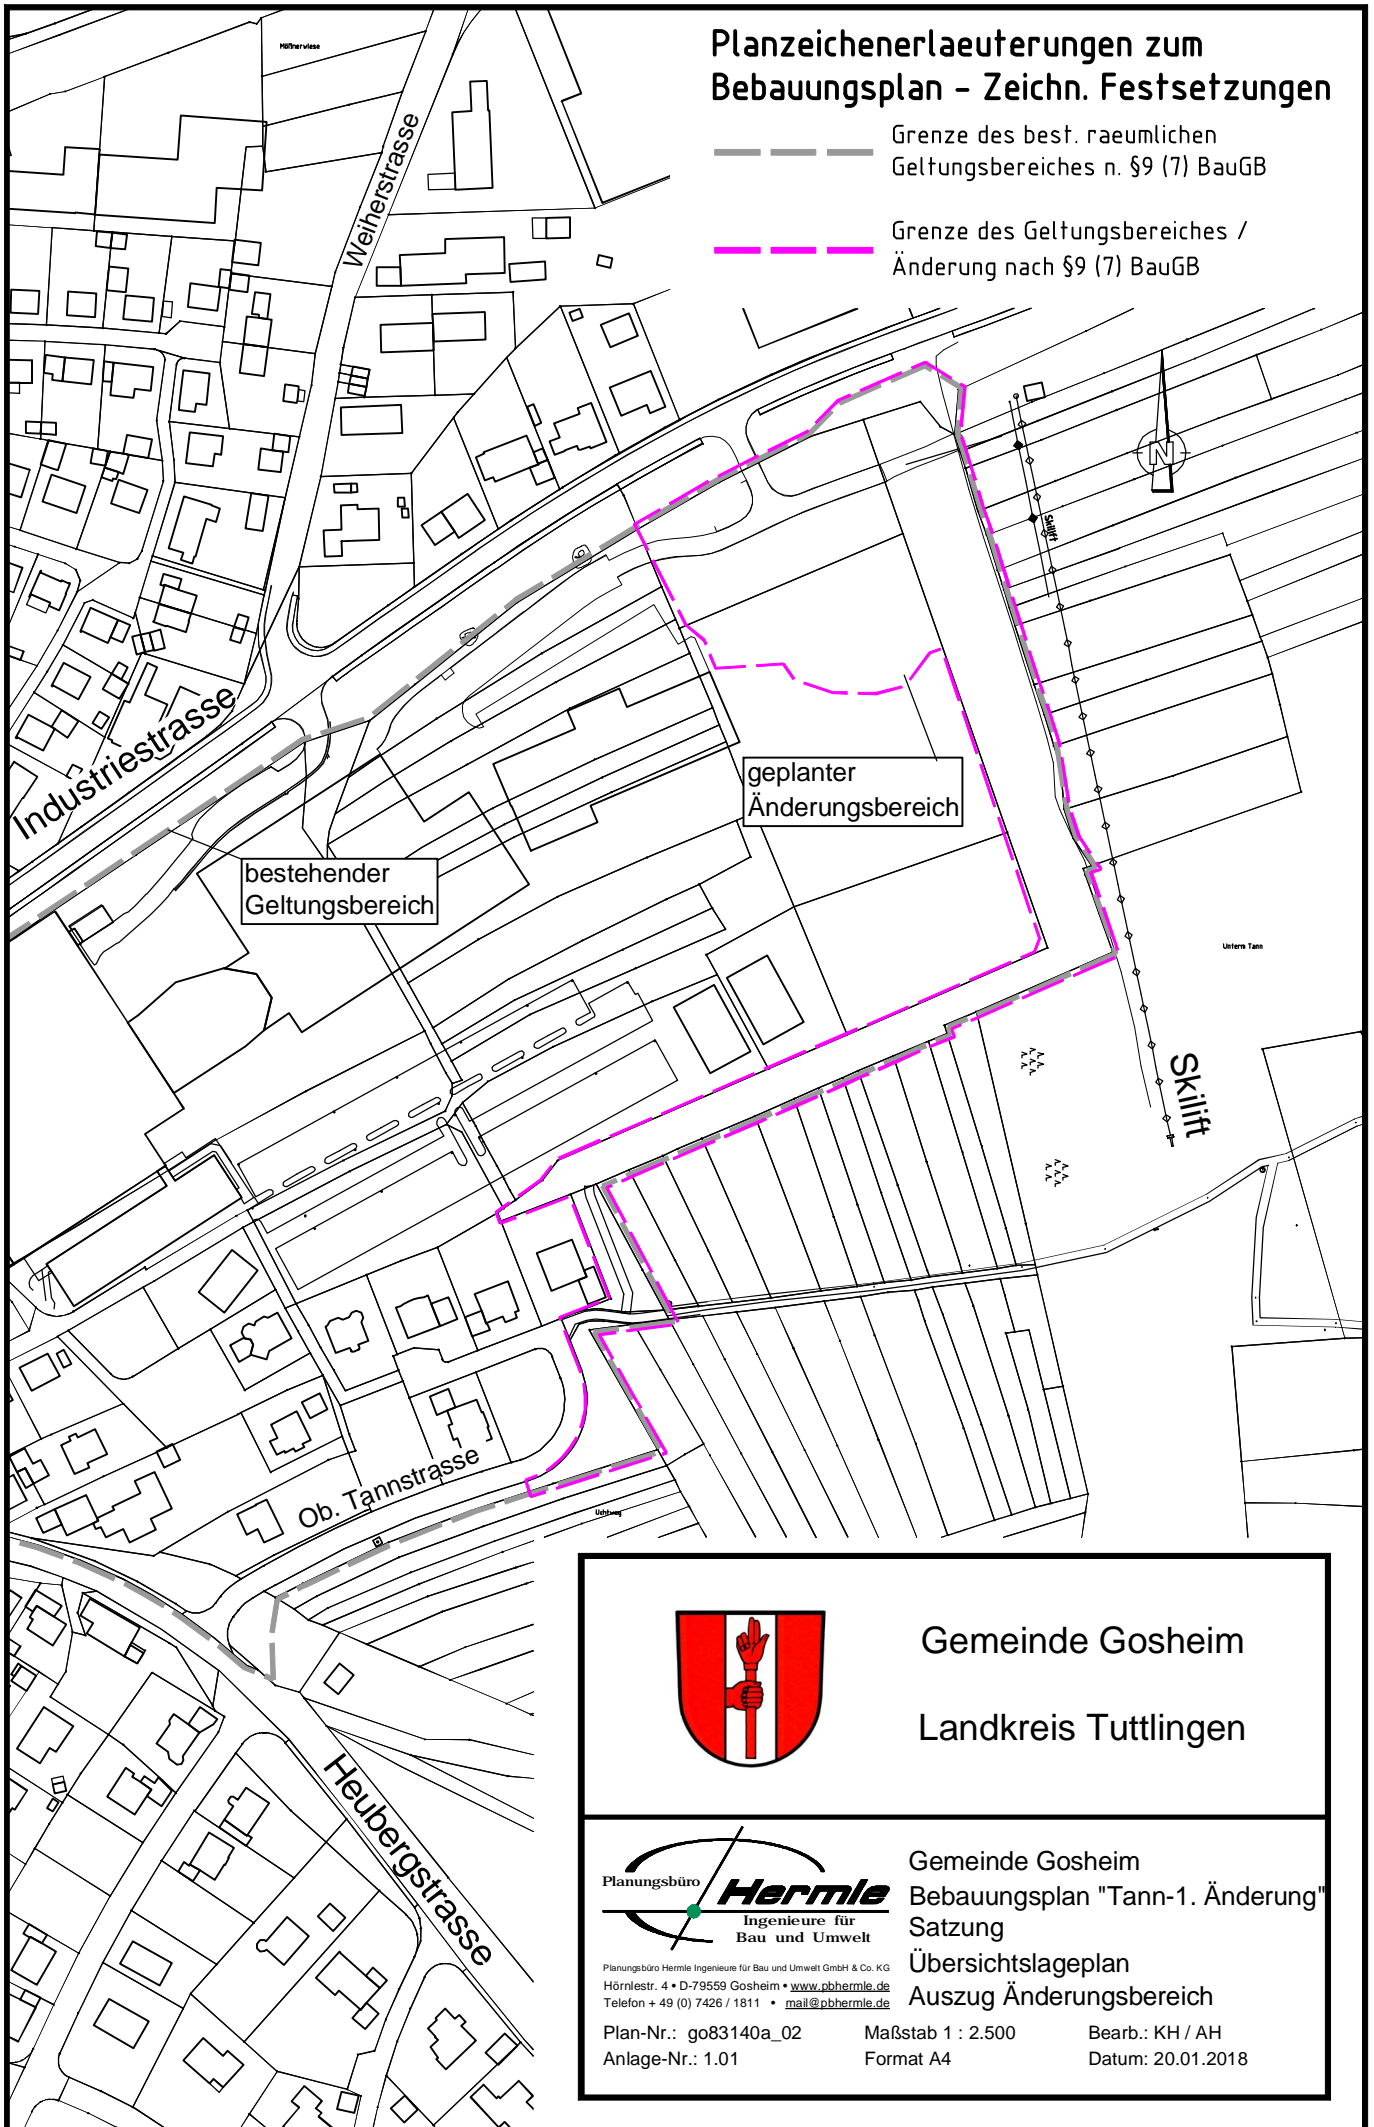 Planzeichenerlaeuterungen zum
Bebauungsplan - Zeichn. Festsetzungen
Grenze des best. raeumlichen
Geltungsbereiches n. §9 (7) BauGB
Grenze des Geltungsbereiches /
Änderung nach §9 (7) BauGB
Weiherstrasse
N
Skilift
Industriestrasse
geplanter
Änderungsbereich
bestehender
Geltungsbereich
Unterm Tann
Skilift
Ob. Tannstrasse
Heubergstrasse
Gemeinde Gosheim
Landkreis Tuttlingen
Planungsbüro
Hermle
Ingenieure für
Bau und Umwelt
Planungsbüro Hermle Ingenieure für Bau und Umwelt GmbH & Co. KG
Hörnlestr. 4 • D-79559 Gosheim • www.pbhermle.de
Telefon + 49 (0) 7426 / 1811 • mail@pbhermle.de
Gemeinde Gosheim
Bebauungsplan "Tann-1. Änderung"
Satzung
Übersichtslageplan
Auszug Änderungsbereich
Plan-Nr.: go83140a_02 Maßstab 1 : 2.500 Bearb.: KH / AH
Anlage-Nr.: 1.01 Format A4 Datum: 20.01.2018